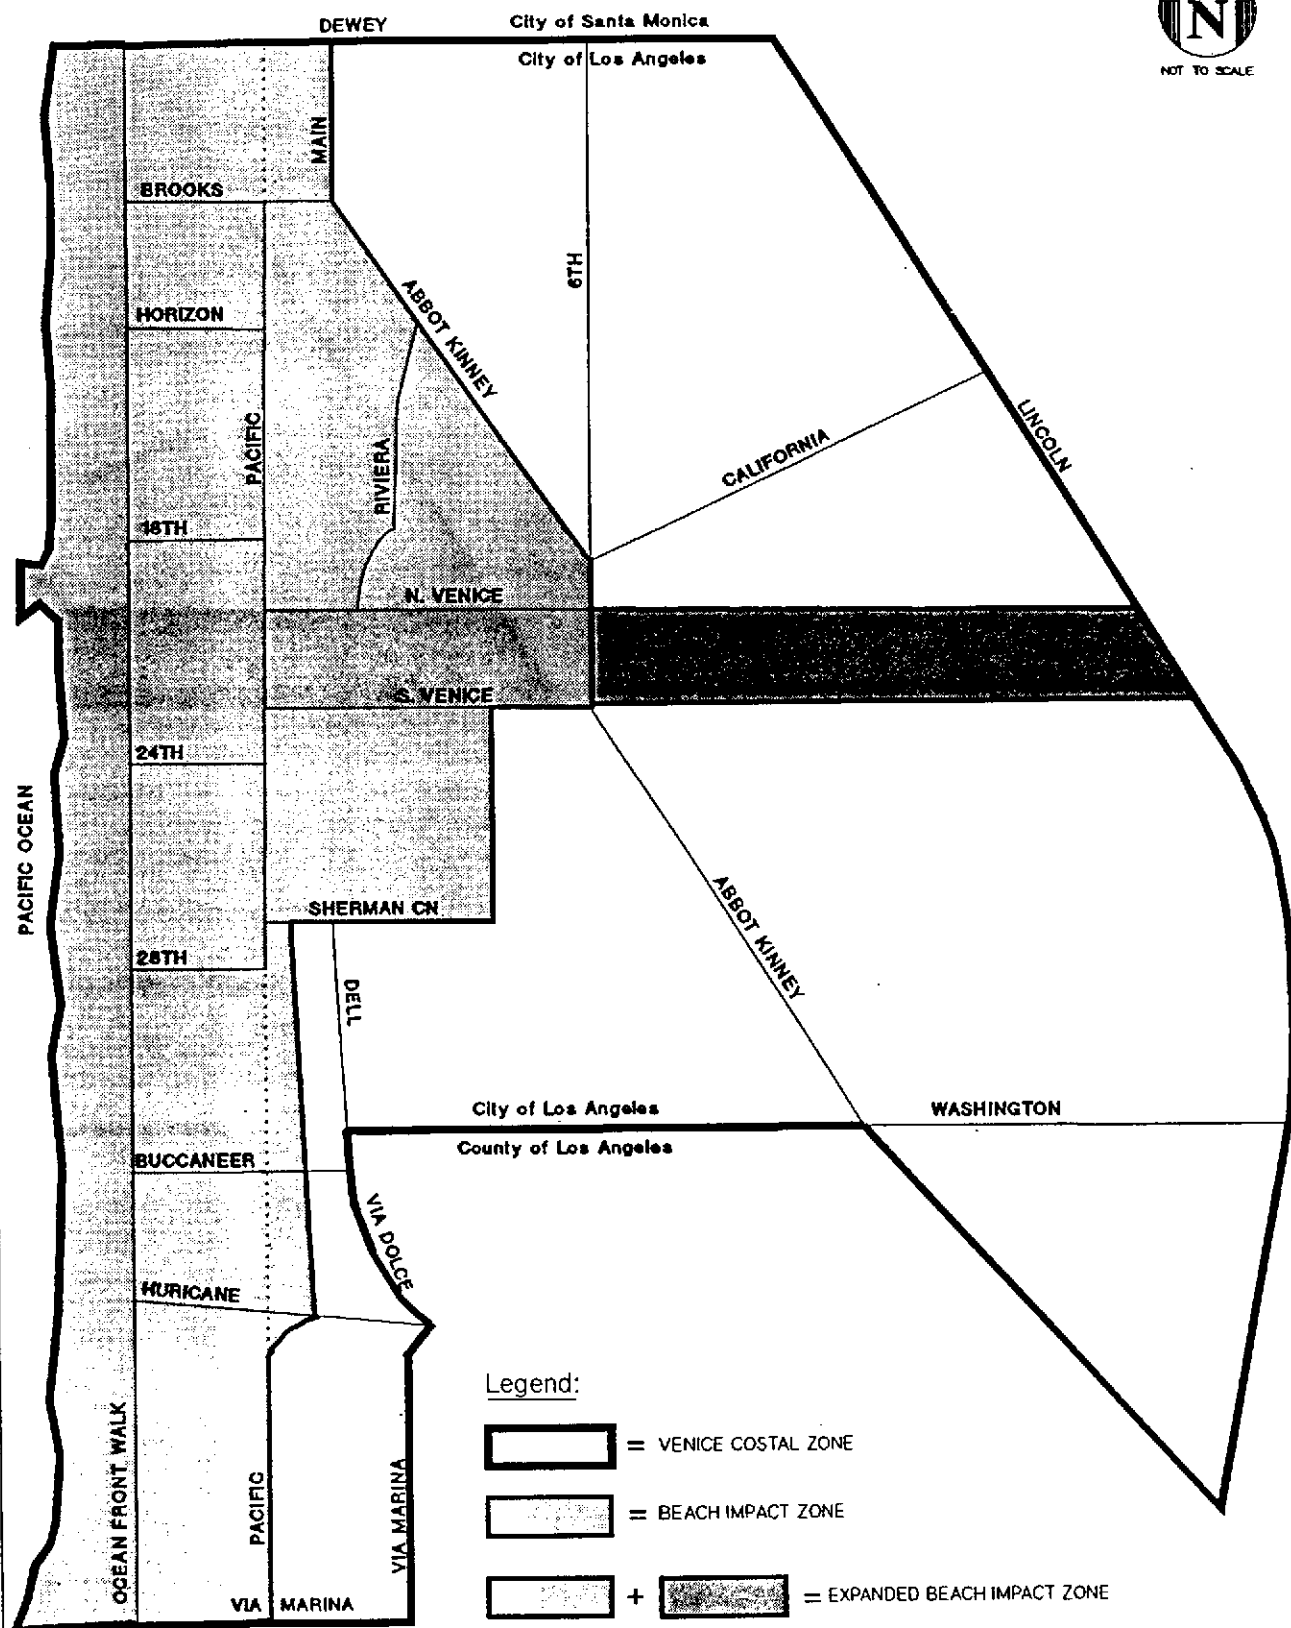 DEWEY
City of Santa Monica
City of Los Angeles
N
NOT TO SCALE
MAIN
BROOKS
6TH
ABBOT KINNEY
HORIZON
LINCOLN
PACIFIC
RIVIERA
CALIFORNIA
18TH
N. VENICE
S. VENICE
24TH
PACIFIC OCEAN
SHERMAN CN
ABBOT KINNEY
28TH
DELL
City of Los Angeles
WASHINGTON
County of Los Angeles
BUCCANEER
VIA DOLCE
HURICANE
Legend:
OCEAN FRONT WALK
PACIFIC
VIA MARINA
= VENICE COSTAL ZONE
= BEACH IMPACT ZONE
+ = EXPANDED BEACH IMPACT ZONE
VIA MARINA